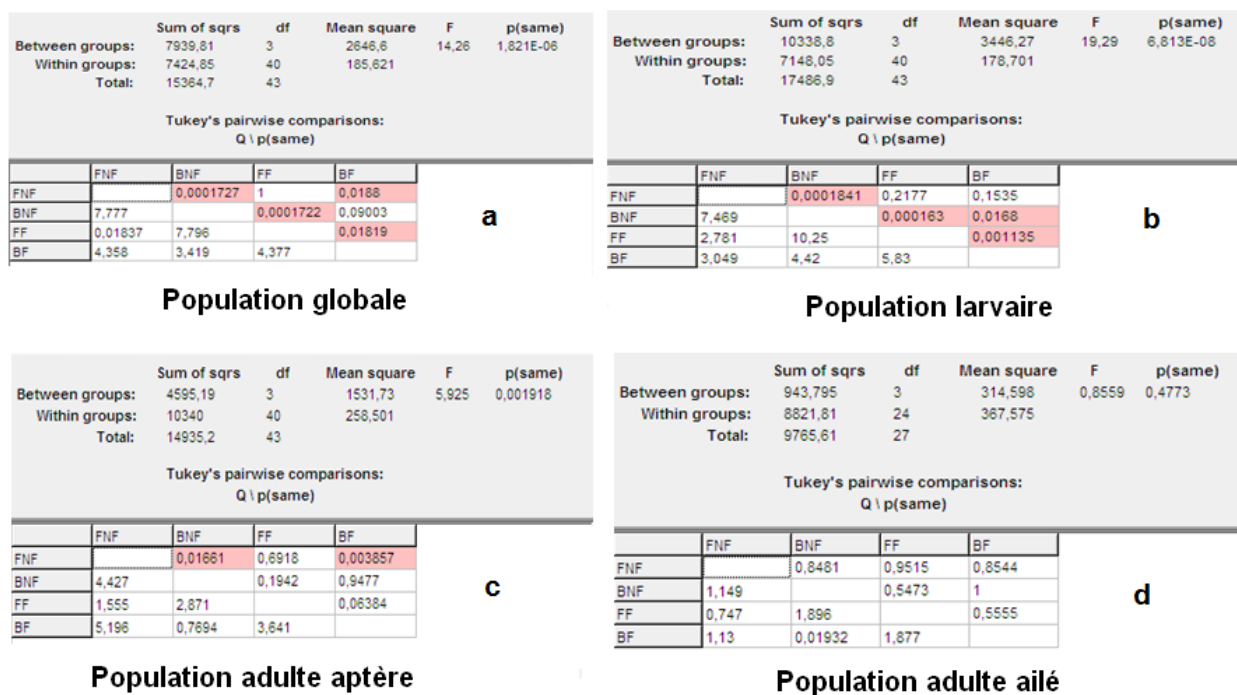 Sum of sqrs df Mean square F p(same)
Between groups: 7939,81 3 2646,6 14,26 1,821E-06
Within groups: 7424,85 40 185,621
Total: 15364,7 43
Tukey's pairwise comparisons:
Q \ p(same)
FNF BNF FF BF
FNF 0,0001727 1 0,0188
BNF 7,777 0,0001722 0,09003
FF 0,01837 7,796 0,01819
BF 4,358 3,419 4,377
a
Population globale
Sum of sqrs df Mean square F p(same)
Between groups: 10338,8 3 3446,27 19,29 6,813E-08
Within groups: 7148,05 40 178,701
Total: 17486,9 43
Tukey's pairwise comparisons:
Q \ p(same)
FNF BNF FF BF
FNF 0,0001841 0,2177 0,1535
BNF 7,469 0,000163 0,0168
FF 2,781 10,25 0,001135
BF 3,049 4,42 5,83
b
Population larvaire
Sum of sqrs df Mean square F p(same)
Between groups: 4595,19 3 1531,73 5,925 0,001918
Within groups: 10340 40 258,501
Total: 14935,2 43
Tukey's pairwise comparisons:
Q \ p(same)
FNF BNF FF BF
FNF 0,01661 0,6918 0,003857
BNF 4,427 0,1942 0,9477
FF 1,555 2,871 0,06384
BF 5,196 0,7694 3,641
c
Population adulte aptère
Sum of sqrs df Mean square F p(same)
Between groups: 943,795 3 314,598 0,8559 0,4773
Within groups: 8821,81 24 367,575
Total: 9765,61 27
Tukey's pairwise comparisons:
Q \ p(same)
FNF BNF FF BF
FNF 0,8481 0,9515 0,8544
BNF 1,149 0,5473 1
FF 0,747 1,896 0,5555
BF 1,13 0,01932 1,877
d
Population adulte ailé